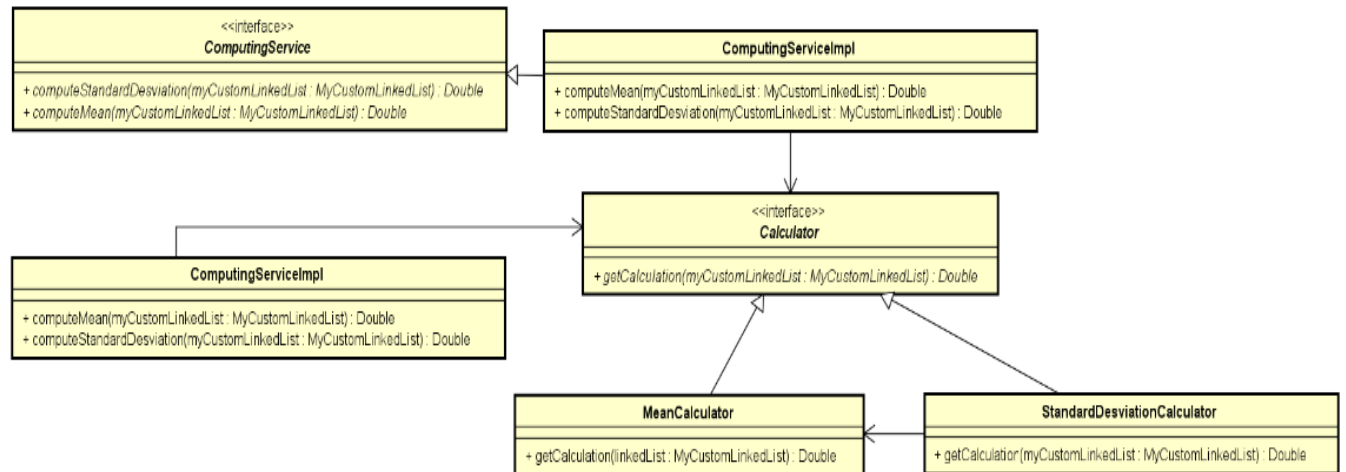 <<interface>>
ComputingService
+ computeStandardDesviation(myCustomLinkedList : MyCustomLinkedList) : Double
+ computeMean(myCustomLinkedList : MyCustomLinkedList) : Double
ComputingServiceImpl
+ computeMean(myCustomLinkedList : MyCustomLinkedList) : Double
+ computeStandardDesviation(myCustomLinkedList : MyCustomLinkedList) : Double
<<interface>>
Calculator
+ getCalculation(myCustomLinkedList : MyCustomLinkedList) : Double
ComputingServiceImpl
+ computeMean(myCustomLinkedList : MyCustomLinkedList) : Double
+ computeStandardDesviation(myCustomLinkedList : MyCustomLinkedList) : Double
MeanCalculator
+ getCalculation(linkedList : MyCustomLinkedList) : Double
StandardDesviationCalculator
+ getCalculation(myCustomLinkedList : MyCustomLinkedList) : Double